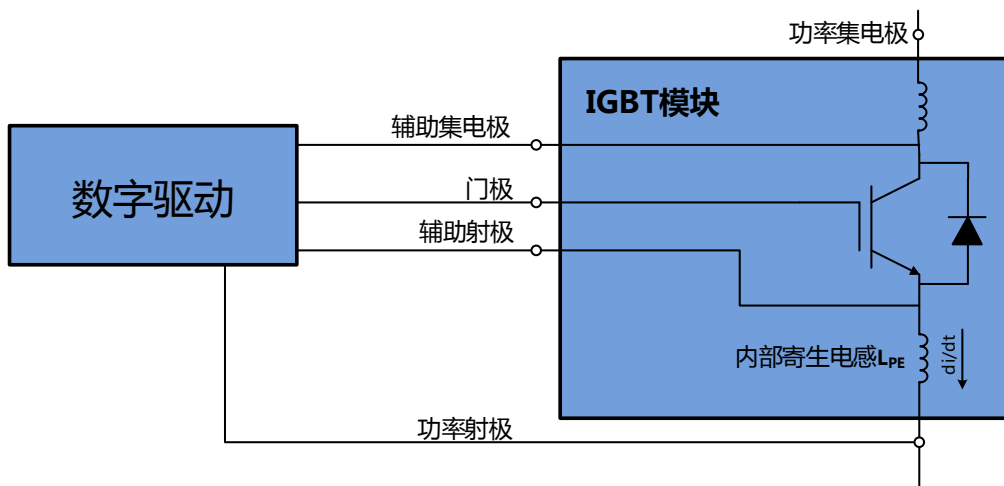 功率集电极
IGBT模块
辅助集电极
数字驱动
门极
辅助射极
内部寄生电感LPE
di/dt
功率射极